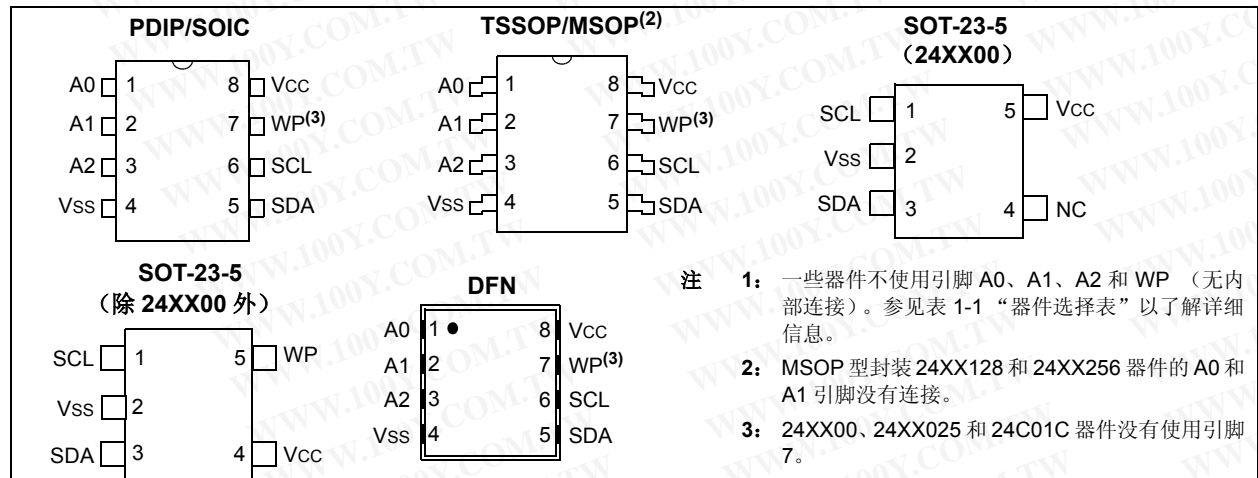 PDIP/SOIC
A0 1 8 VCC
A1 2 7 WP(3)
A2 3 6 SCL
VSS 4 5 SDA
TSSOP/MSOP(2)
A0 1 8 VCC
A1 2 7 WP(3)
A2 3 6 SCL
VSS 4 5 SDA
SOT-23-5
（24XX00）
SCL 1 5 VCC
VSS 2
SDA 3 4 NC
SOT-23-5
（除 24XX00 外）
SCL 1 5 WP
VSS 2
SDA 3 4 VCC
DFN
A0 1 8 VCC
A1 2 7 WP(3)
A2 3 6 SCL
VSS 4 5 SDA
注 1： 一些器件不使用引脚 A0、A1、A2 和 WP （无内
部连接）。参见表 1-1 “器件选择表”以了解详细
信息。
2： MSOP 型封装 24XX128 和 24XX256 器件的 A0 和
A1 引脚没有连接。
3： 24XX00、24XX025 和 24C01C 器件没有使用引脚
7。
WWW.100Y.COM.TW